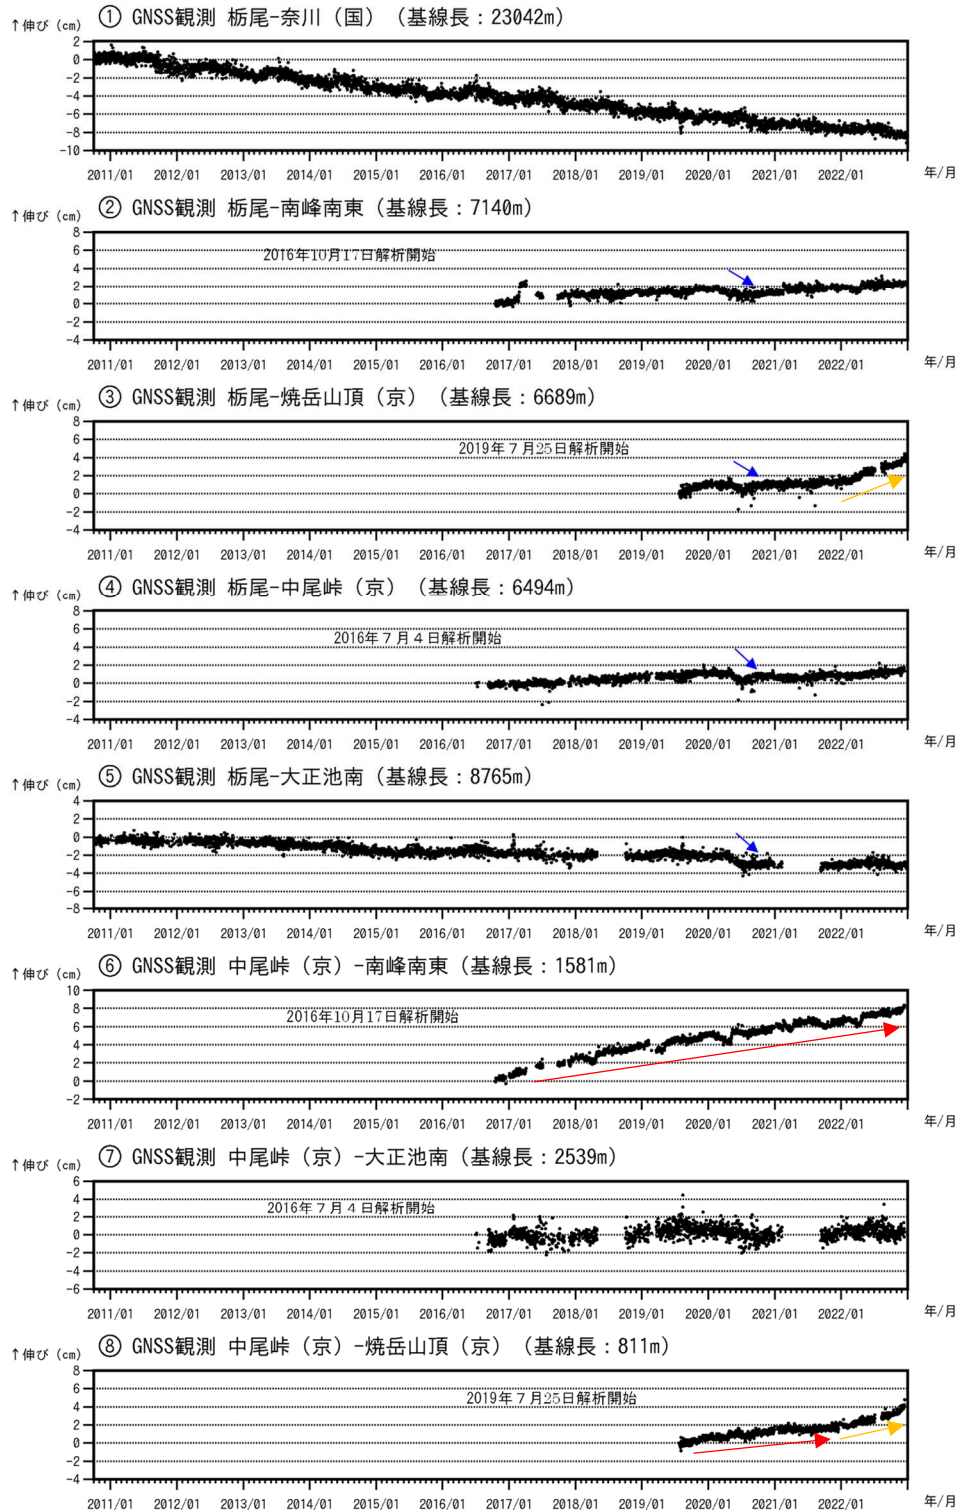 ① GNSS観測 栃尾-奈川（国）（基線長：23042m）
↑伸び（cm）
2
0
-2
-4
-6
-8
-10
2011/01 2012/01 2013/01 2014/01 2015/01 2016/01 2017/01 2018/01 2019/01 2020/01 2021/01 2022/01 年/月
② GNSS観測 栃尾-南峰南東（基線長：7140m）
↑伸び（cm）
8
6
4
2
0
-2
-4
2016年10月17日解析開始
2011/01 2012/01 2013/01 2014/01 2015/01 2016/01 2017/01 2018/01 2019/01 2020/01 2021/01 2022/01 年/月
③ GNSS観測 栃尾-焼岳山頂（京）（基線長：6689m）
↑伸び（cm）
8
6
4
2
0
-2
-4
2019年７月25日解析開始
2011/01 2012/01 2013/01 2014/01 2015/01 2016/01 2017/01 2018/01 2019/01 2020/01 2021/01 2022/01 年/月
④ GNSS観測 栃尾-中尾峠（京）（基線長：6494m）
↑伸び（cm）
8
6
4
2
0
-2
-4
2016年７月４日解析開始
2011/01 2012/01 2013/01 2014/01 2015/01 2016/01 2017/01 2018/01 2019/01 2020/01 2021/01 2022/01 年/月
⑤ GNSS観測 栃尾-大正池南（基線長：8765m）
↑伸び（cm）
4
2
0
-2
-4
-6
-8
2011/01 2012/01 2013/01 2014/01 2015/01 2016/01 2017/01 2018/01 2019/01 2020/01 2021/01 2022/01 年/月
⑥ GNSS観測 中尾峠（京）-南峰南東（基線長：1581m）
↑伸び（cm）
10
8
6
4
2
0
-2
2016年10月17日解析開始
2011/01 2012/01 2013/01 2014/01 2015/01 2016/01 2017/01 2018/01 2019/01 2020/01 2021/01 2022/01 年/月
⑦ GNSS観測 中尾峠（京）-大正池南（基線長：2539m）
↑伸び（cm）
6
4
2
0
-2
-4
-6
2016年７月４日解析開始
2011/01 2012/01 2013/01 2014/01 2015/01 2016/01 2017/01 2018/01 2019/01 2020/01 2021/01 2022/01 年/月
⑧ GNSS観測 中尾峠（京）-焼岳山頂（京）（基線長：811m）
↑伸び（cm）
8
6
4
2
0
-2
-4
2019年７月25日解析開始
2011/01 2012/01 2013/01 2014/01 2015/01 2016/01 2017/01 2018/01 2019/01 2020/01 2021/01 2022/01 年/月